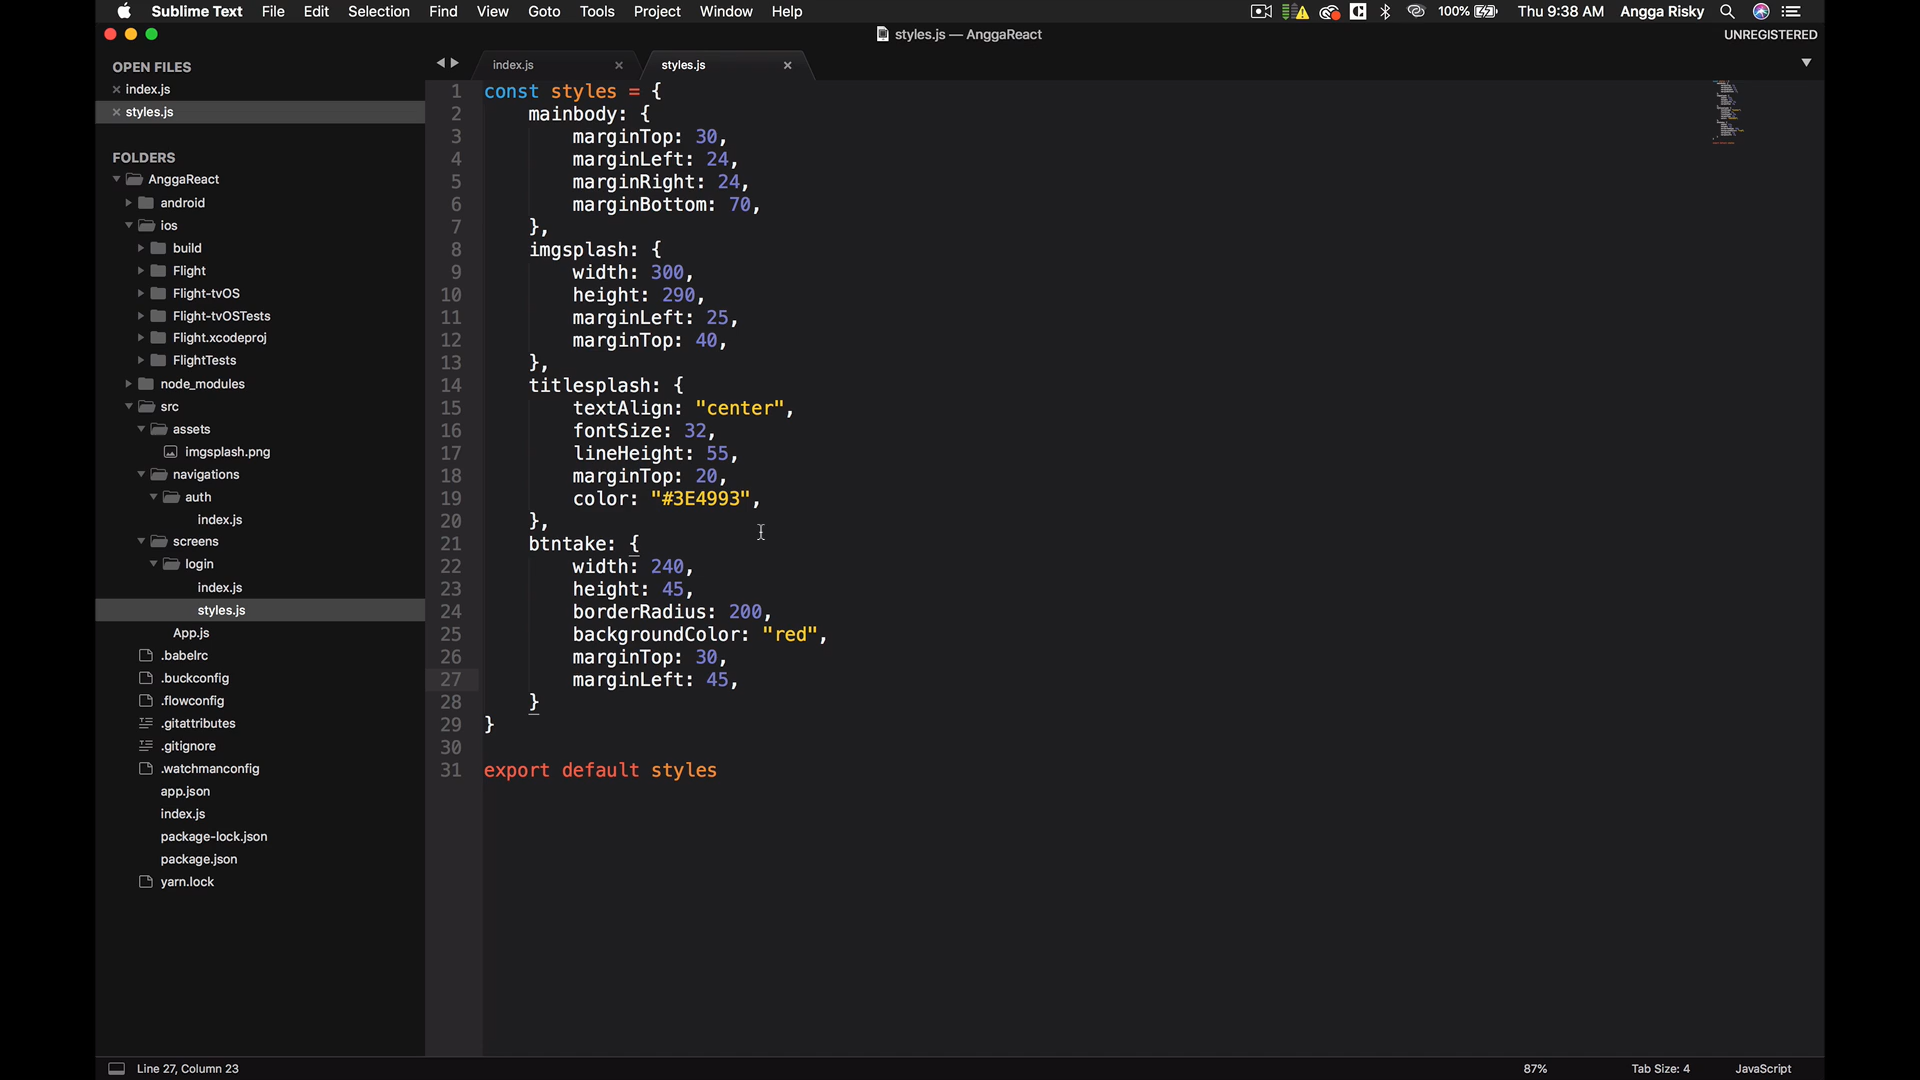 Sublime Text File Edit Selection Find View Goto Tools Project Window Help 100% Thu 9:38 AM Angga Risky
styles.js — AnggaReact UNREGISTERED
OPEN FILES
index.js
styles.js
FOLDERS
AnggaReact
android
ios
build
Flight
Flight-tvOS
Flight-tvOSTests
Flight.xcodeproj
FlightTests
node_modules
src
assets
imgsplash.png
navigations
auth
index.js
screens
login
index.js
styles.js
App.js
.babelrc
.buckconfig
.flowconfig
.gitattributes
.gitignore
.watchmanconfig
app.json
index.js
package-lock.json
package.json
yarn.lock
index.js styles.js
1 const styles = {
2 mainbody: {
3 marginTop: 30,
4 marginLeft: 24,
5 marginRight: 24,
6 marginBottom: 70,
7 },
8 imgsplash: {
9 width: 300,
10 height: 290,
11 marginLeft: 25,
12 marginTop: 40,
13 },
14 titlesplash: {
15 textAlign: "center",
16 fontSize: 32,
17 lineHeight: 55,
18 marginTop: 20,
19 color: "#3E4993",
20 },
21 btntake: {
22 width: 240,
23 height: 45,
24 borderRadius: 200,
25 backgroundColor: "red",
26 marginTop: 30,
27 marginLeft: 45,
28 }
29 }
30
31 export default styles
Line 27, Column 23 87% Tab Size: 4 JavaScript